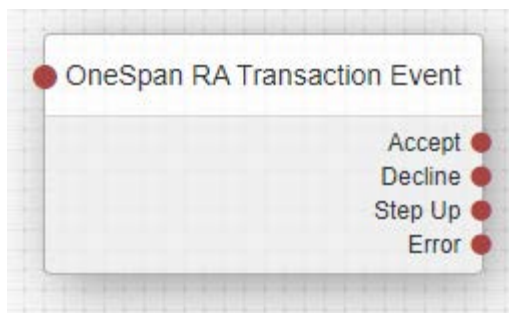 OneSpan RA Transaction Event
Accept
Decline
Step Up
Error